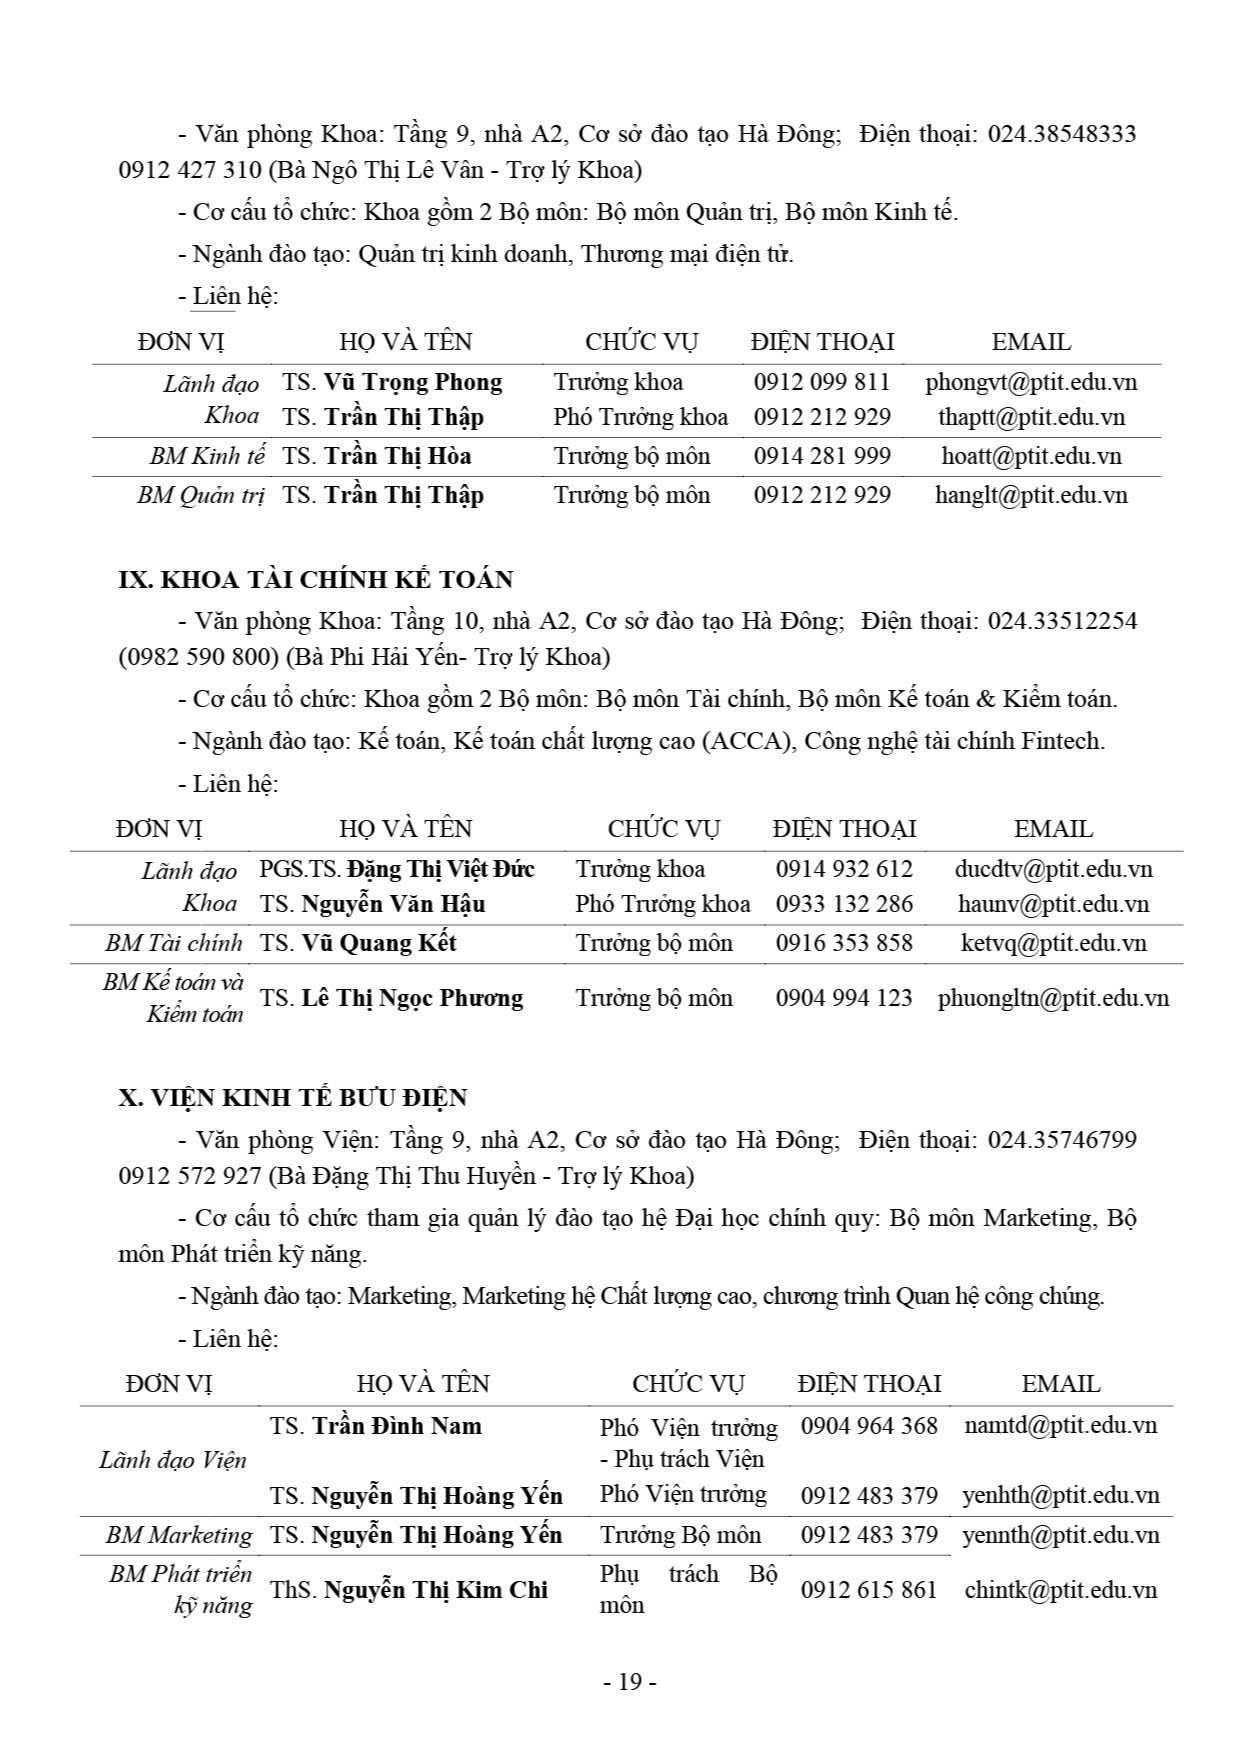 - Văn phòng Khoa: Tầng 9, nhà A2, Cơ sở đào tạo Hà Đông; Điện thoại: 024.38548333
0912 427 310 (Bà Ngô Thị Lê Vân - Trợ lý Khoa)
- Cơ cấu tổ chức: Khoa gồm 2 Bộ môn: Bộ môn Quản trị, Bộ môn Kinh tế.
- Ngành đào tạo: Quản trị kinh doanh, Thương mại điện tử.
- Liên hệ:
ĐƠN VỊ HỌ VÀ TÊN CHỨC VỤ ĐIỆN THOẠI EMAIL
Lãnh đạo TS. Vũ Trọng Phong Trưởng khoa 0912 099 811 phongvt@ptit.edu.vn
Khoa TS. Trần Thị Thập Phó Trưởng khoa 0912 212 929 thaptt@ptit.edu.vn
BM Kinh tế TS. Trần Thị Hòa Trưởng bộ môn 0914 281 999 hoatt@ptit.edu.vn
BM Quản trị TS. Trần Thị Thập Trưởng bộ môn 0912 212 929 hanglt@ptit.edu.vn
IX. KHOA TÀI CHÍNH KẾ TOÁN
- Văn phòng Khoa: Tầng 10, nhà A2, Cơ sở đào tạo Hà Đông; Điện thoại: 024.33512254
(0982 590 800) (Bà Phi Hải Yến- Trợ lý Khoa)
- Cơ cấu tổ chức: Khoa gồm 2 Bộ môn: Bộ môn Tài chính, Bộ môn Kế toán & Kiểm toán.
- Ngành đào tạo: Kế toán, Kế toán chất lượng cao (ACCA), Công nghệ tài chính Fintech.
- Liên hệ:
ĐƠN VỊ HỌ VÀ TÊN CHỨC VỤ ĐIỆN THOẠI EMAIL
Lãnh đạo PGS.TS. Đặng Thị Việt Đức Trưởng khoa 0914 932 612 ducdtv@ptit.edu.vn
Khoa TS. Nguyễn Văn Hậu Phó Trưởng khoa 0933 132 286 haunv@ptit.edu.vn
BM Tài chính TS. Vũ Quang Kết Trưởng bộ môn 0916 353 858 ketvq@ptit.edu.vn
BM Kế toán và
Kiểm toán TS. Lê Thị Ngọc Phương Trưởng bộ môn 0904 994 123 phuongltn@ptit.edu.vn
X. VIỆN KINH TẾ BƯU ĐIỆN
- Văn phòng Viện: Tầng 9, nhà A2, Cơ sở đào tạo Hà Đông; Điện thoại: 024.35746799
0912 572 927 (Bà Đặng Thị Thu Huyền - Trợ lý Khoa)
- Cơ cấu tổ chức tham gia quản lý đào tạo hệ Đại học chính quy: Bộ môn Marketing, Bộ
môn Phát triển kỹ năng.
- Ngành đào tạo: Marketing, Marketing hệ Chất lượng cao, chương trình Quan hệ công chúng.
- Liên hệ:
ĐƠN VỊ HỌ VÀ TÊN CHỨC VỤ ĐIỆN THOẠI EMAIL
TS. Trần Đình Nam Phó Viện trưởng 0904 964 368 namtd@ptit.edu.vn
Lãnh đạo Viện - Phụ trách Viện
TS. Nguyễn Thị Hoàng Yến Phó Viện trưởng 0912 483 379 yenhth@ptit.edu.vn
BM Marketing TS. Nguyễn Thị Hoàng Yến Trưởng Bộ môn 0912 483 379 yennth@ptit.edu.vn
BM Phát triển Phụ trách Bộ
kỹ năng ThS. Nguyễn Thị Kim Chi môn 0912 615 861 chintk@ptit.edu.vn
- 19 -